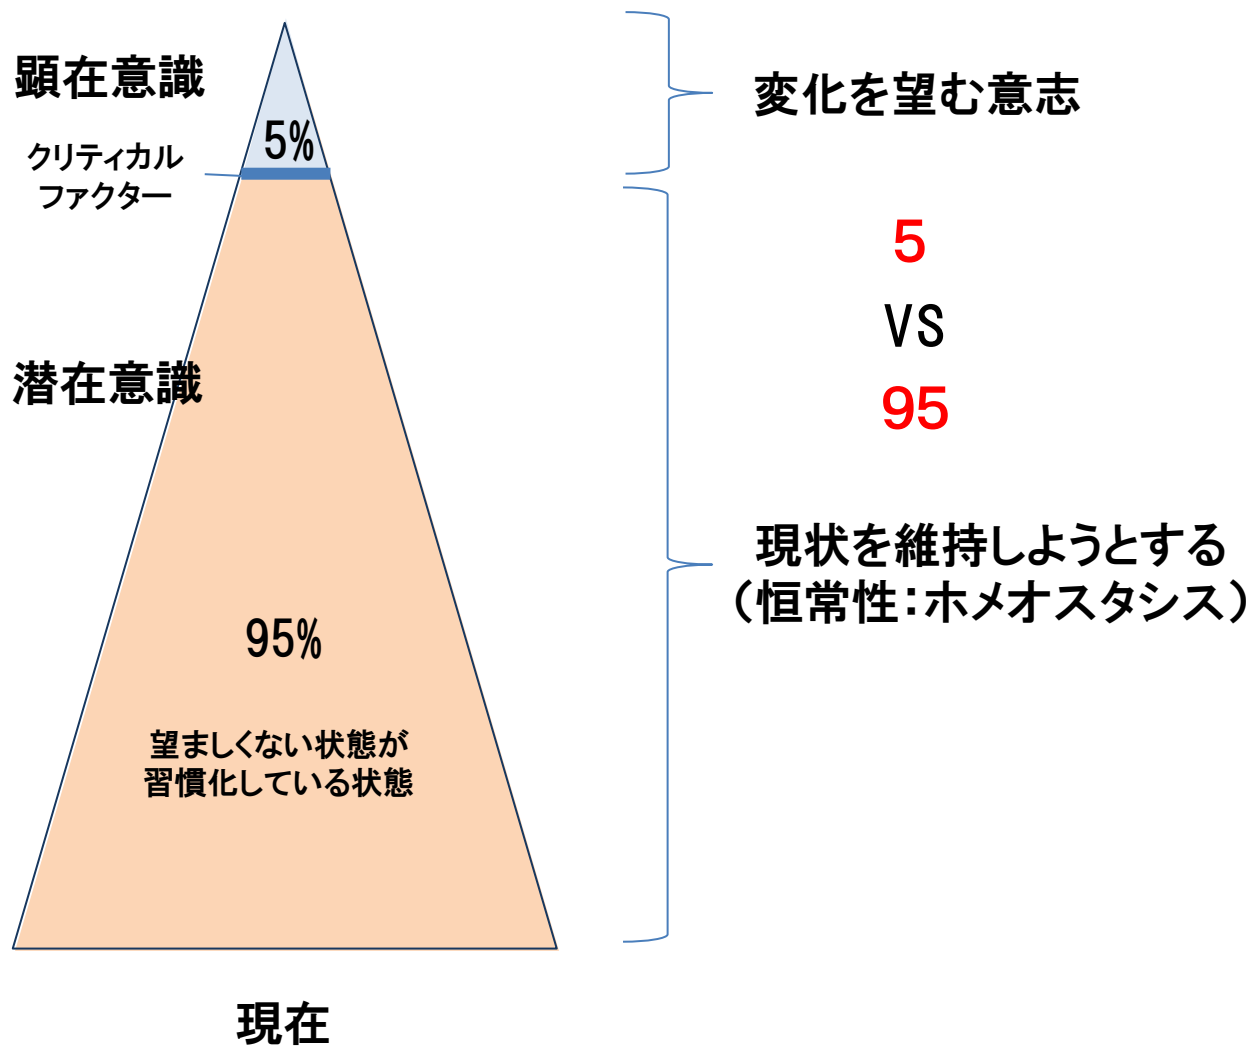 顕在意識
5%
クリティカル
ファクター
変化を望む意志
5
VS
95
潜在意識
現状を維持しようとする
（恒常性：ホメオスタシス）
95%
望ましくない状態が
習慣化している状態
現在